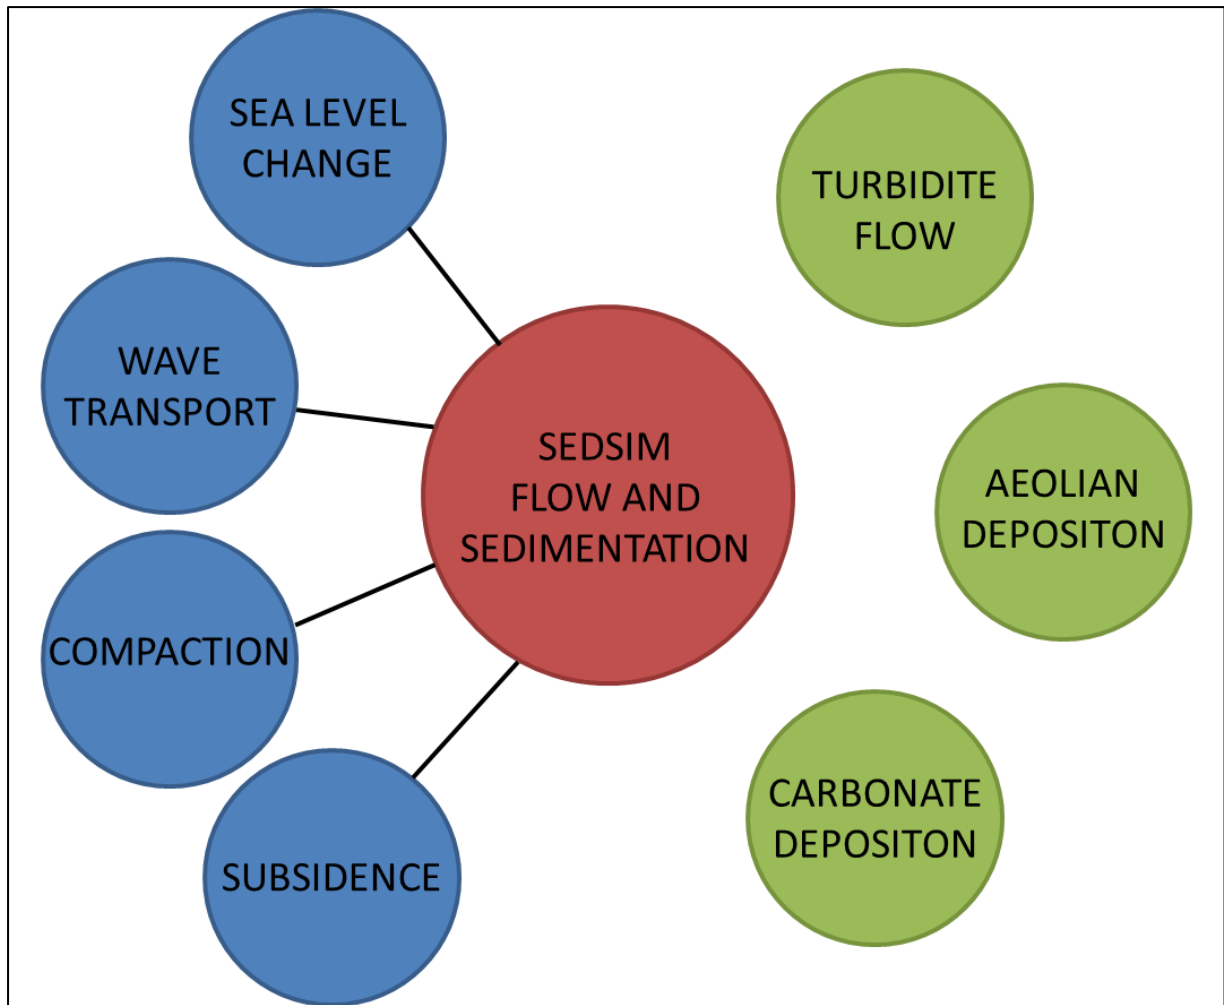 SEA LEVEL
CHANGE
WAVE
TRANSPORT
COMPACTION
SUBSIDENCE
SEDSIM
FLOW AND
SEDIMENTATION
TURBIDITE
FLOW
AEOLIAN
DEPOSITON
CARBONATE
DEPOSITON